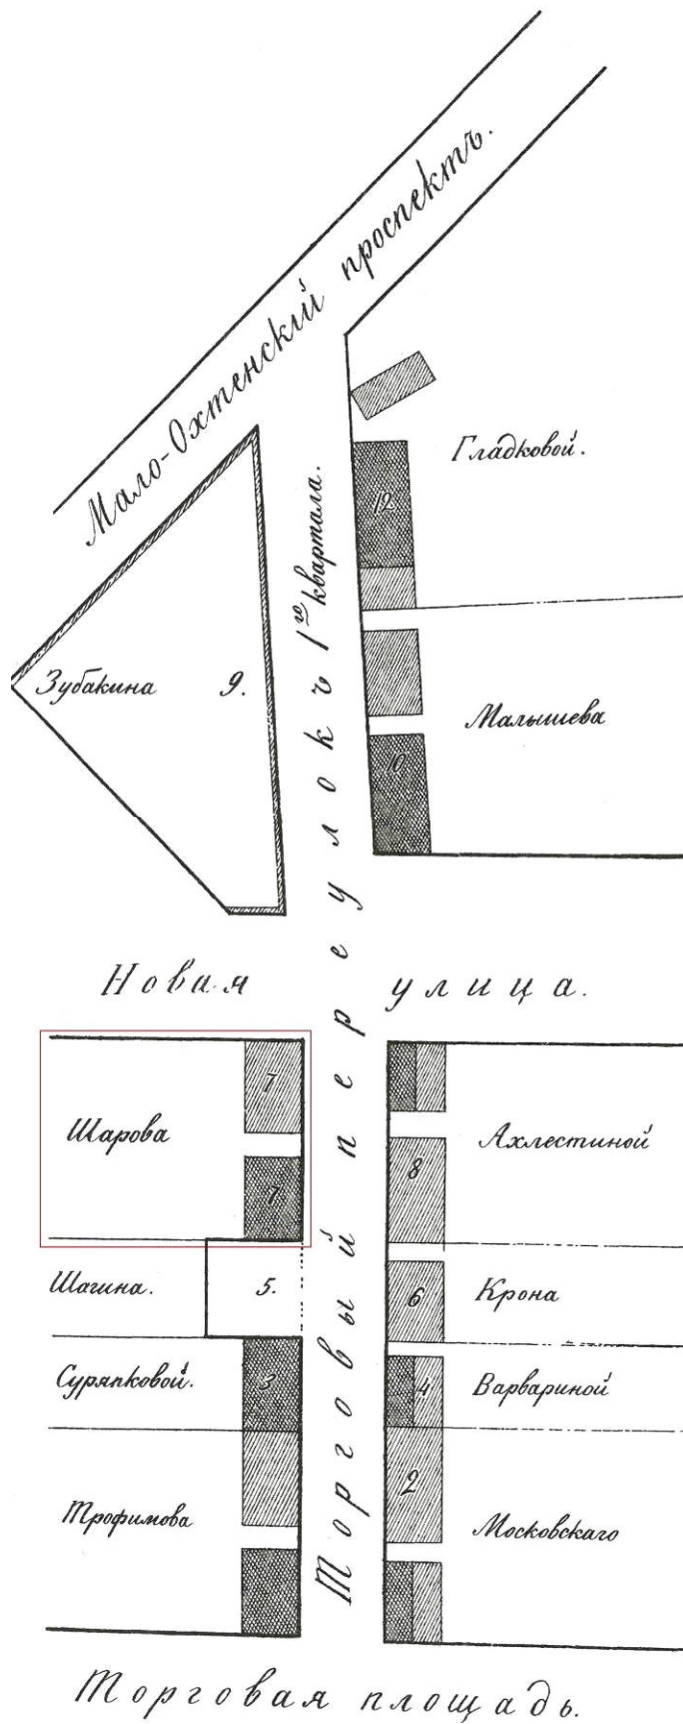 Мало-Охтенскій проспектъ.
Гладковой.
12
Зубакина 9.
Малышева
10
Торговый переулокъ 1го квартала.
Новая улица.
7
Шарова
7
Ахлестиной
8
Шагина. 5.
6 Крона
Суряпковой. 3
4 Варвариной
Трофимова
2
Московскаго
Торговая площадь.